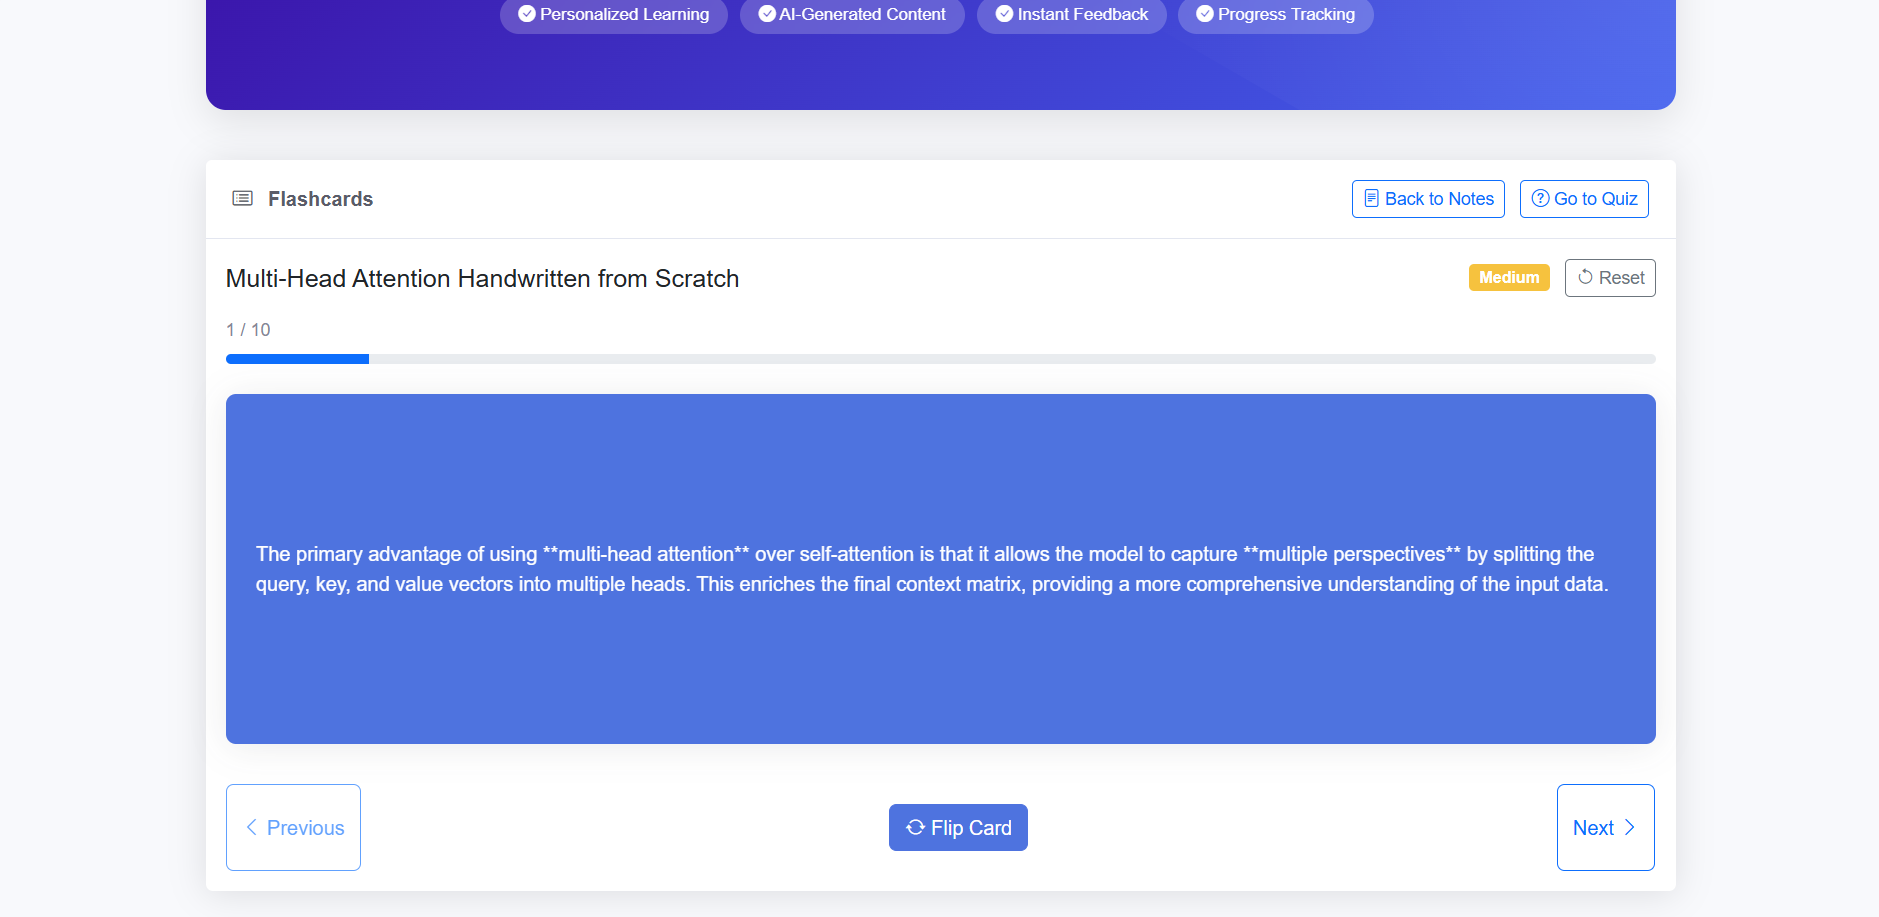 Personalized Learning AI-Generated Content Instant Feedback Progress Tracking
Flashcards
Back to Notes
Go to Quiz
Multi-Head Attention Handwritten from Scratch
Medium
Reset
1 / 10
The primary advantage of using **multi-head attention** over self-attention is that it allows the model to capture **multiple perspectives** by splitting the
query, key, and value vectors into multiple heads. This enriches the final context matrix, providing a more comprehensive understanding of the input data.
Previous
Flip Card
Next